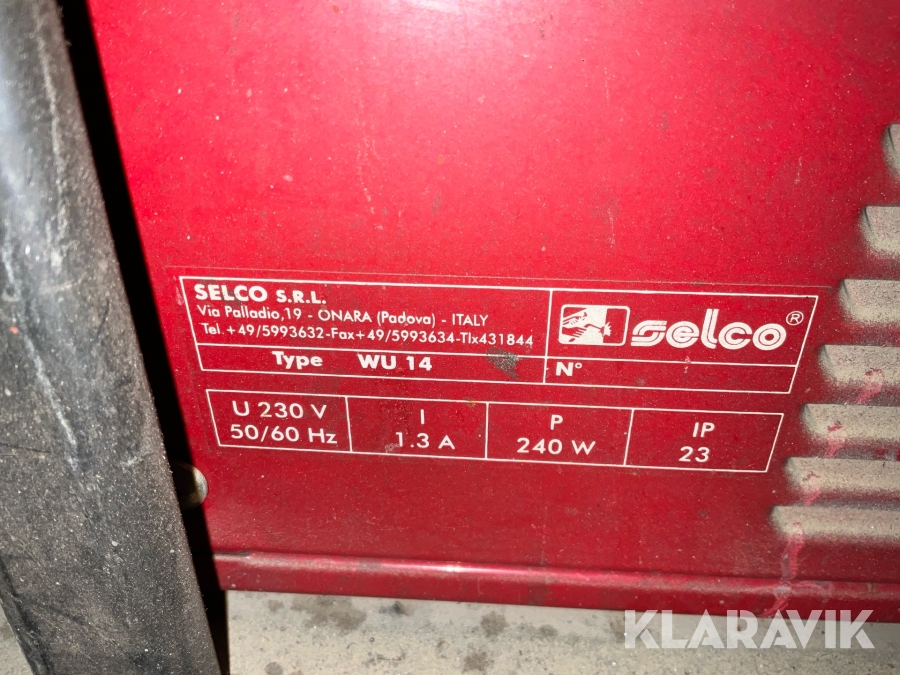 SELCO S.R.L.
Via Palladio,19 - ONARA (Padova) - ITALY
Tel.+49/5993632-Fax+49/5993634-Tlx431844
selco®
Type WU 14
N°
U 230 V
50/60 Hz
I
1.3 A
P
240 W
IP
23
KLARAVIK